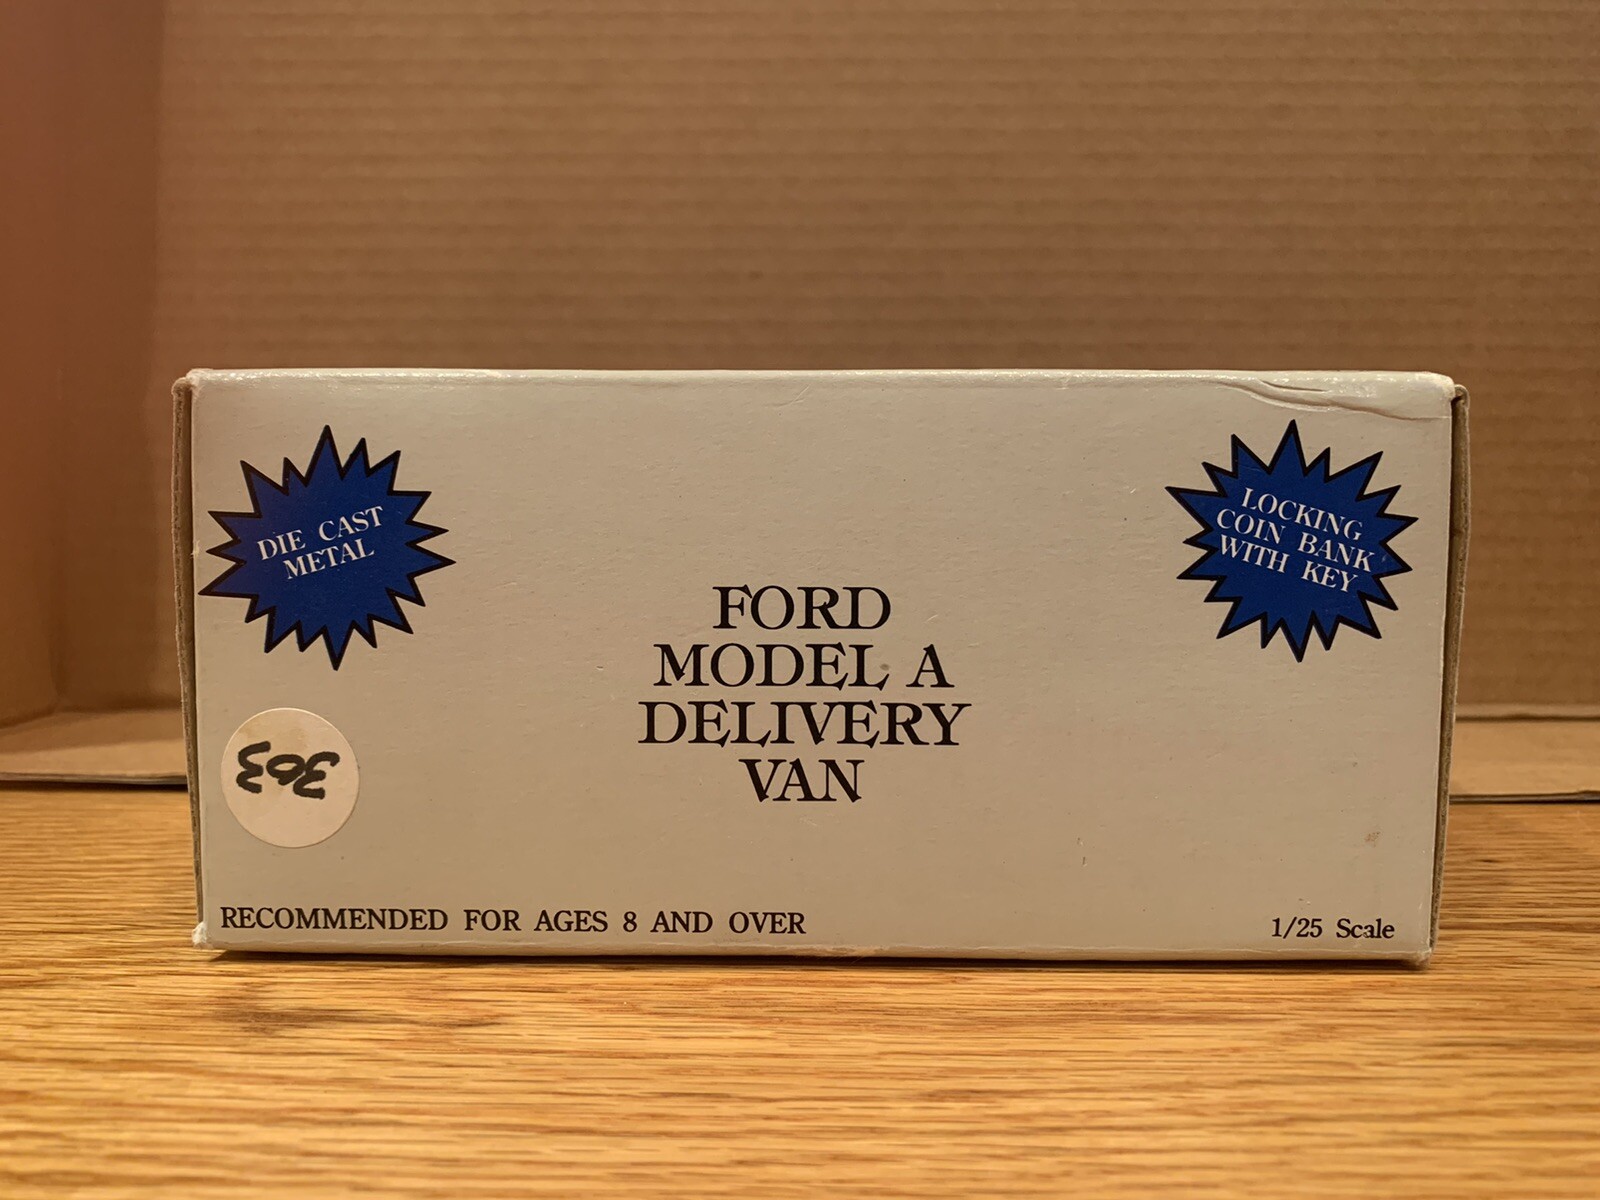 DIE CAST
METAL
LOCKING
COIN BANK
WITH KEY
FORD
MODEL A
DELIVERY
VAN
303
RECOMMENDED FOR AGES 8 AND OVER
1/25 Scale